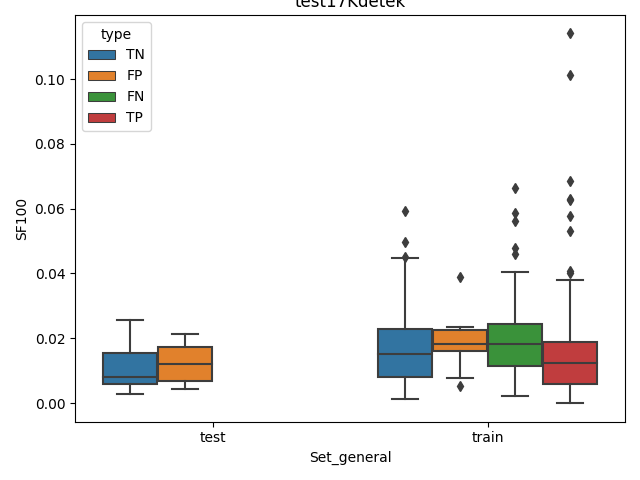 test17Kdetek
type
TN
FP
FN
TP
0.10
0.08
0.06
0.04
0.02
0.00
SF100
test
train
Set_general